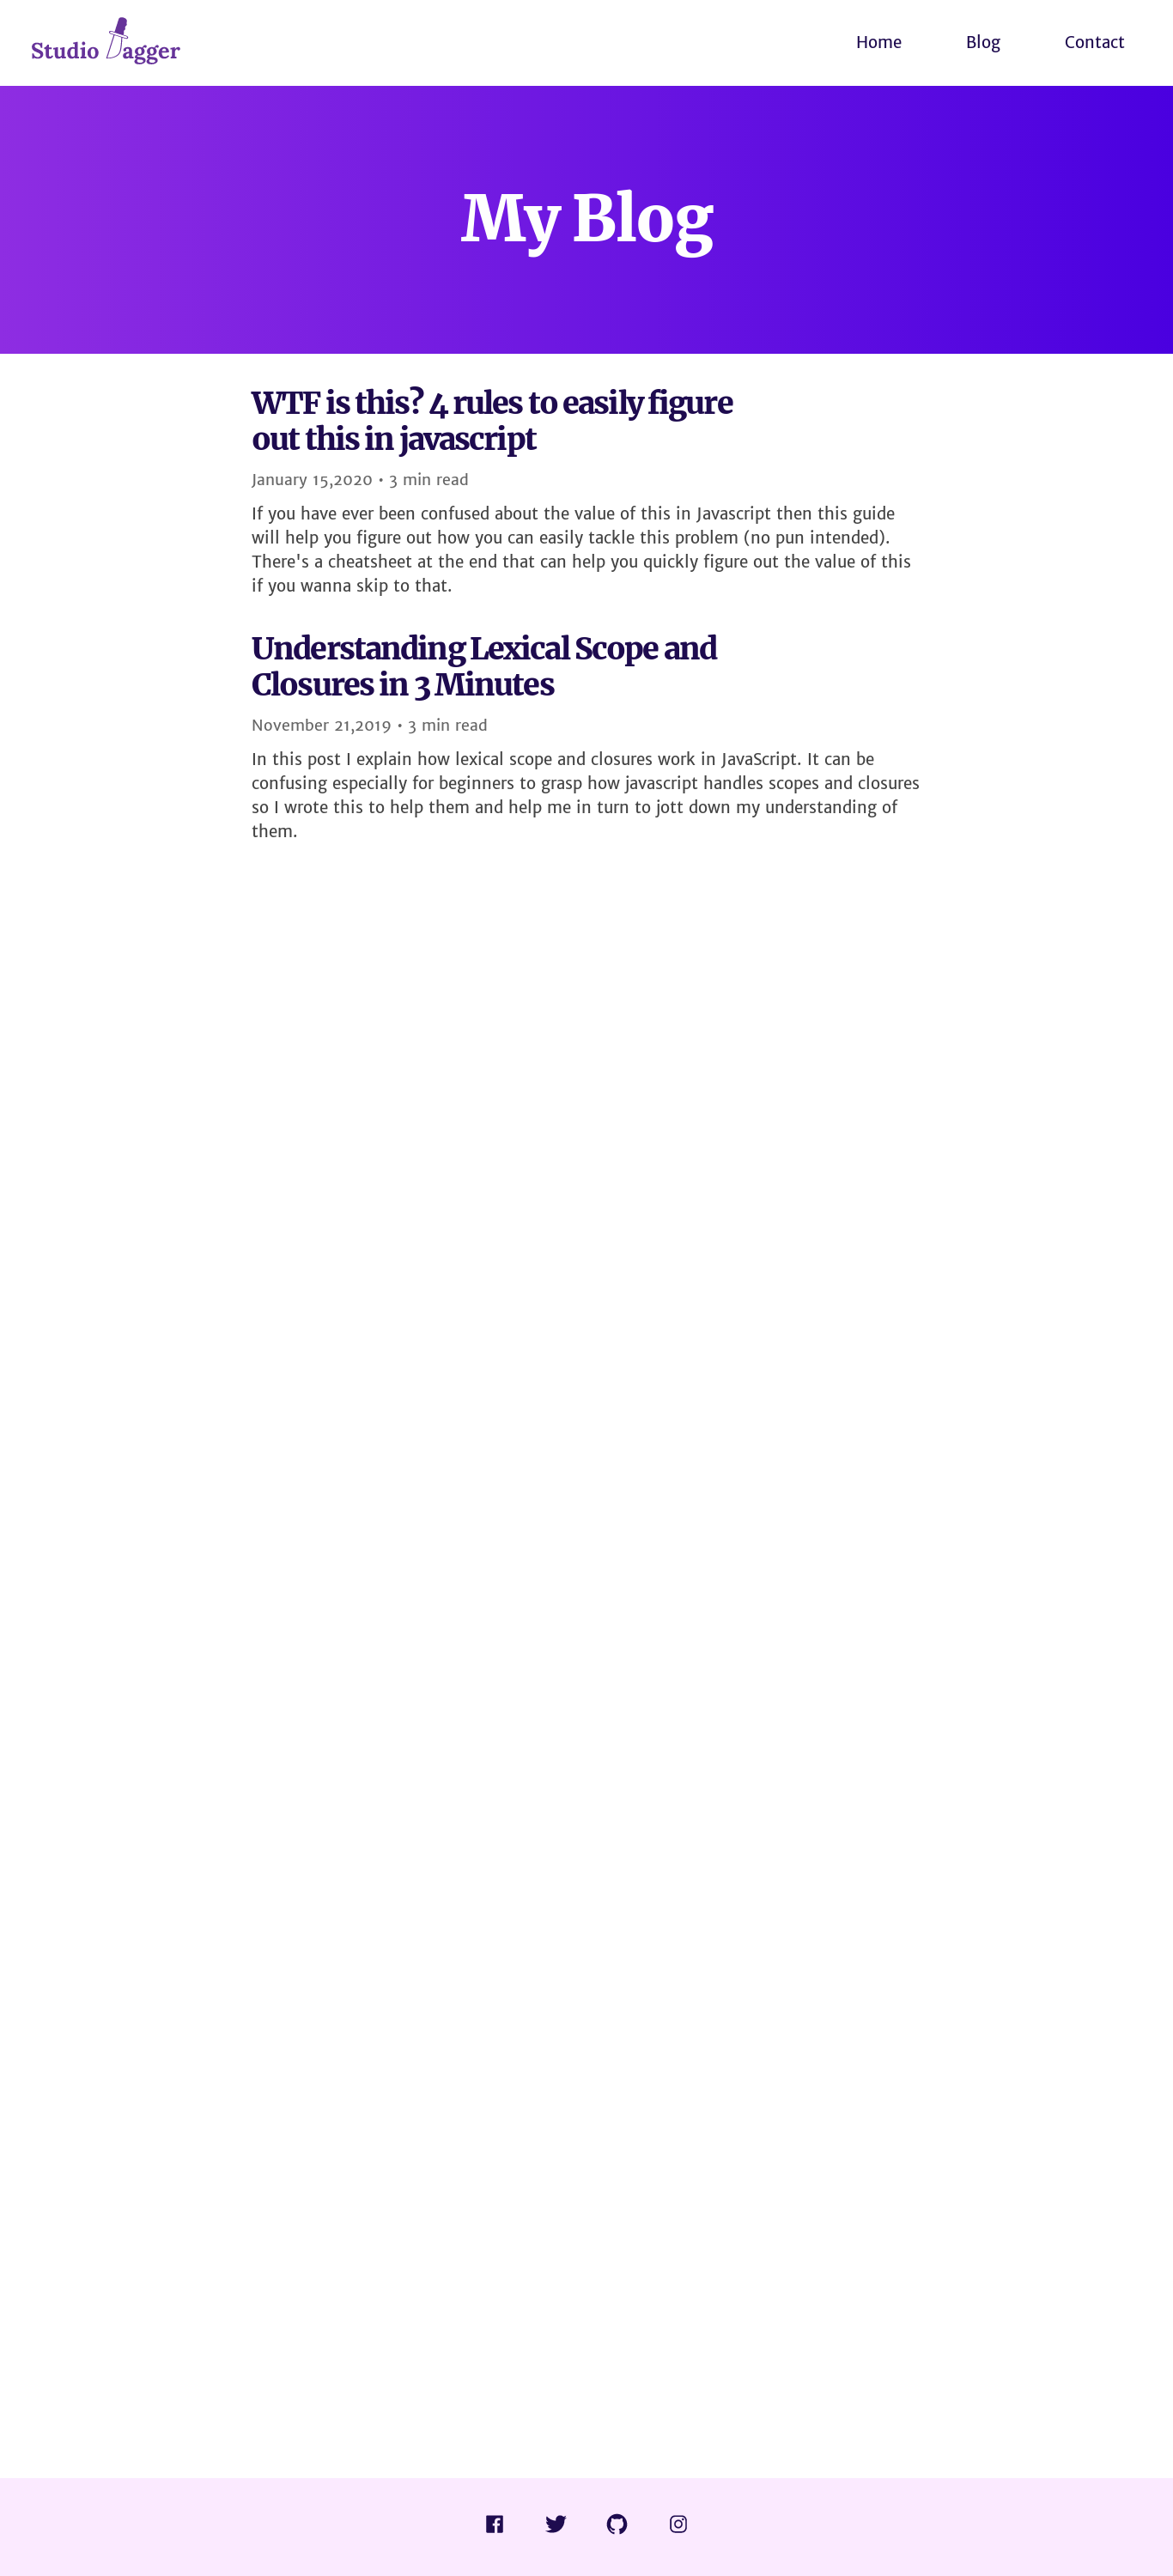 Studio Dagger
Home
Blog
Contact
My Blog
WTF is this? 4 rules to easily figure
out this in javascript
January 15,2020 • 3 min read
If you have ever been confused about the value of this in Javascript then this guide
will help you figure out how you can easily tackle this problem (no pun intended).
There's a cheatsheet at the end that can help you quickly figure out the value of this
if you wanna skip to that.
Understanding Lexical Scope and
Closures in 3 Minutes
November 21,2019 • 3 min read
In this post I explain how lexical scope and closures work in JavaScript. It can be
confusing especially for beginners to grasp how javascript handles scopes and closures
so I wrote this to help them and help me in turn to jott down my understanding of
them.